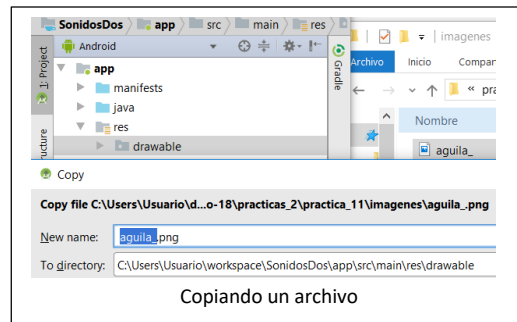 SonidosDos app src main res
Android
1: Project
Gradle
app
manifests
java
res
drawable
imagenes
Archivo Inicio Compar
« pra
Nombre
aguila_
Copy
Copy file C:\Users\Usuario\d...o-18\practicas_2\practica_11\imagenes\aguila_.png
New name: aguila_.png
To directory: C:\Users\Usuario\workspace\SonidosDos\app\src\main\res\drawable
Copiando un archivo